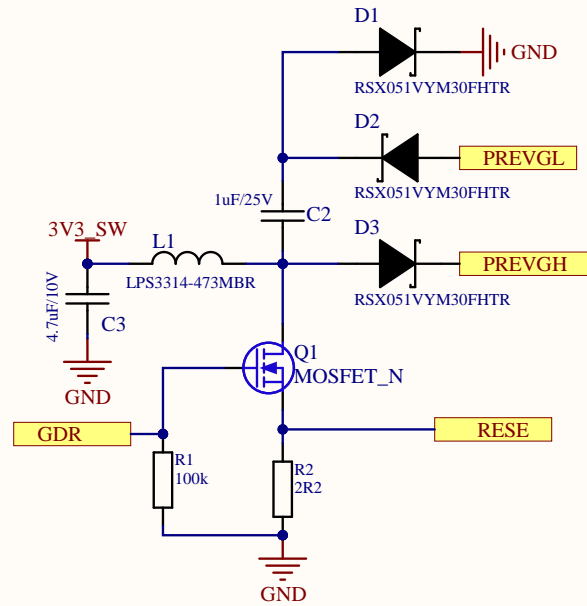 D1
GND
RSX051VYM30FHTR
D2
PREVGL
RSX051VYM30FHTR
1uF/25V
C2
3V3_SW
L1
D3
PREVGH
LPS3314-473MBR
RSX051VYM30FHTR
4.7uF/10V
C3
GND
Q1
MOSFET_N
GDR
RESE
R1
100k
R2
2R2
GND